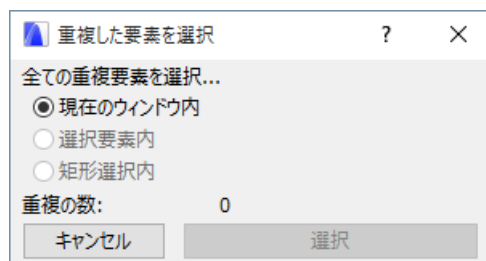 重複した要素を選択 ? ×
全ての重複要素を選択...
現在のウィンドウ内
選択要素内
矩形選択内
重複の数: 0
キャンセル 選択